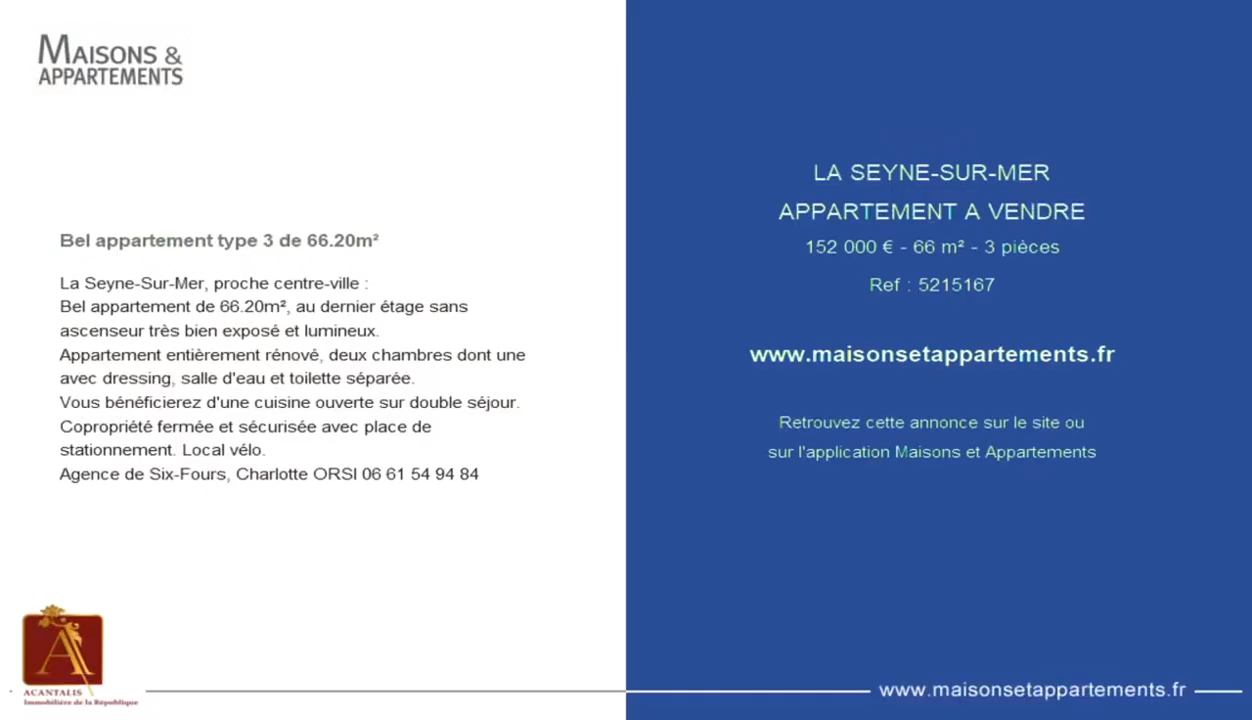 MAISONS &
APPARTEMENTS
Bel appartement type 3 de 66.20m²
La Seyne-Sur-Mer, proche centre-ville :
Bel appartement de 66.20m², au dernier étage sans
ascenseur très bien exposé et lumineux.
Appartement entièrement rénové, deux chambres dont une
avec dressing, salle d'eau et toilette séparée.
Vous bénéficierez d'une cuisine ouverte sur double séjour.
Copropriété fermée et sécurisée avec place de
stationnement. Local vélo.
Agence de Six-Fours, Charlotte ORSI 06 61 54 94 84
A
ACANTALIS
Immobilière de la République
LA SEYNE-SUR-MER
APPARTEMENT A VENDRE
152 000 € - 66 m² - 3 pièces
Ref : 5215167
www.maisonsetappartements.fr
Retrouvez cette annonce sur le site ou
sur l'application Maisons et Appartements
www.maisonsetappartements.fr